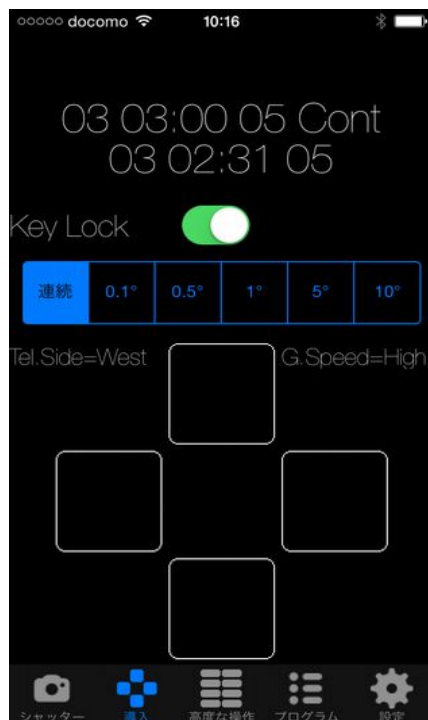 docomo 10:16
03 03:00 05 Cont
03 02:31 05
Key Lock
連続 0.1° 0.5° 1° 5° 10°
Tel.Side=West G.Speed=High
シャッター 導入 高度な操作 プログラム 設定